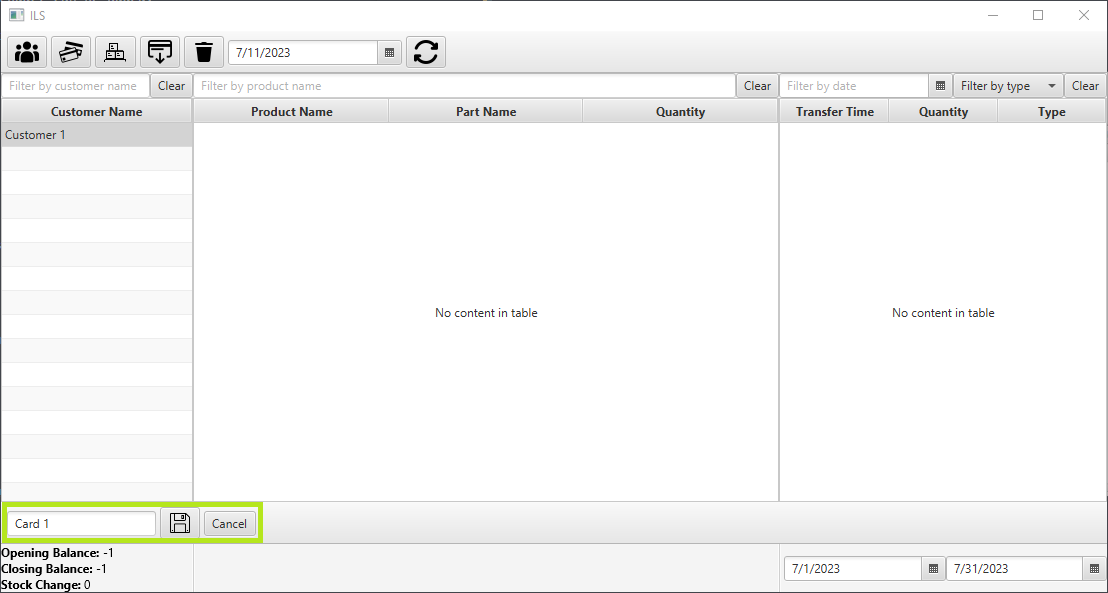 ILS
7/11/2023
Filter by customer name Clear Filter by product name Clear Filter by date Filter by type Clear
Customer Name Product Name Part Name Quantity Transfer Time Quantity Type
Customer 1
No content in table No content in table
Card 1 Cancel
Opening Balance: -1
Closing Balance: -1
Stock Change: 0
7/1/2023 7/31/2023